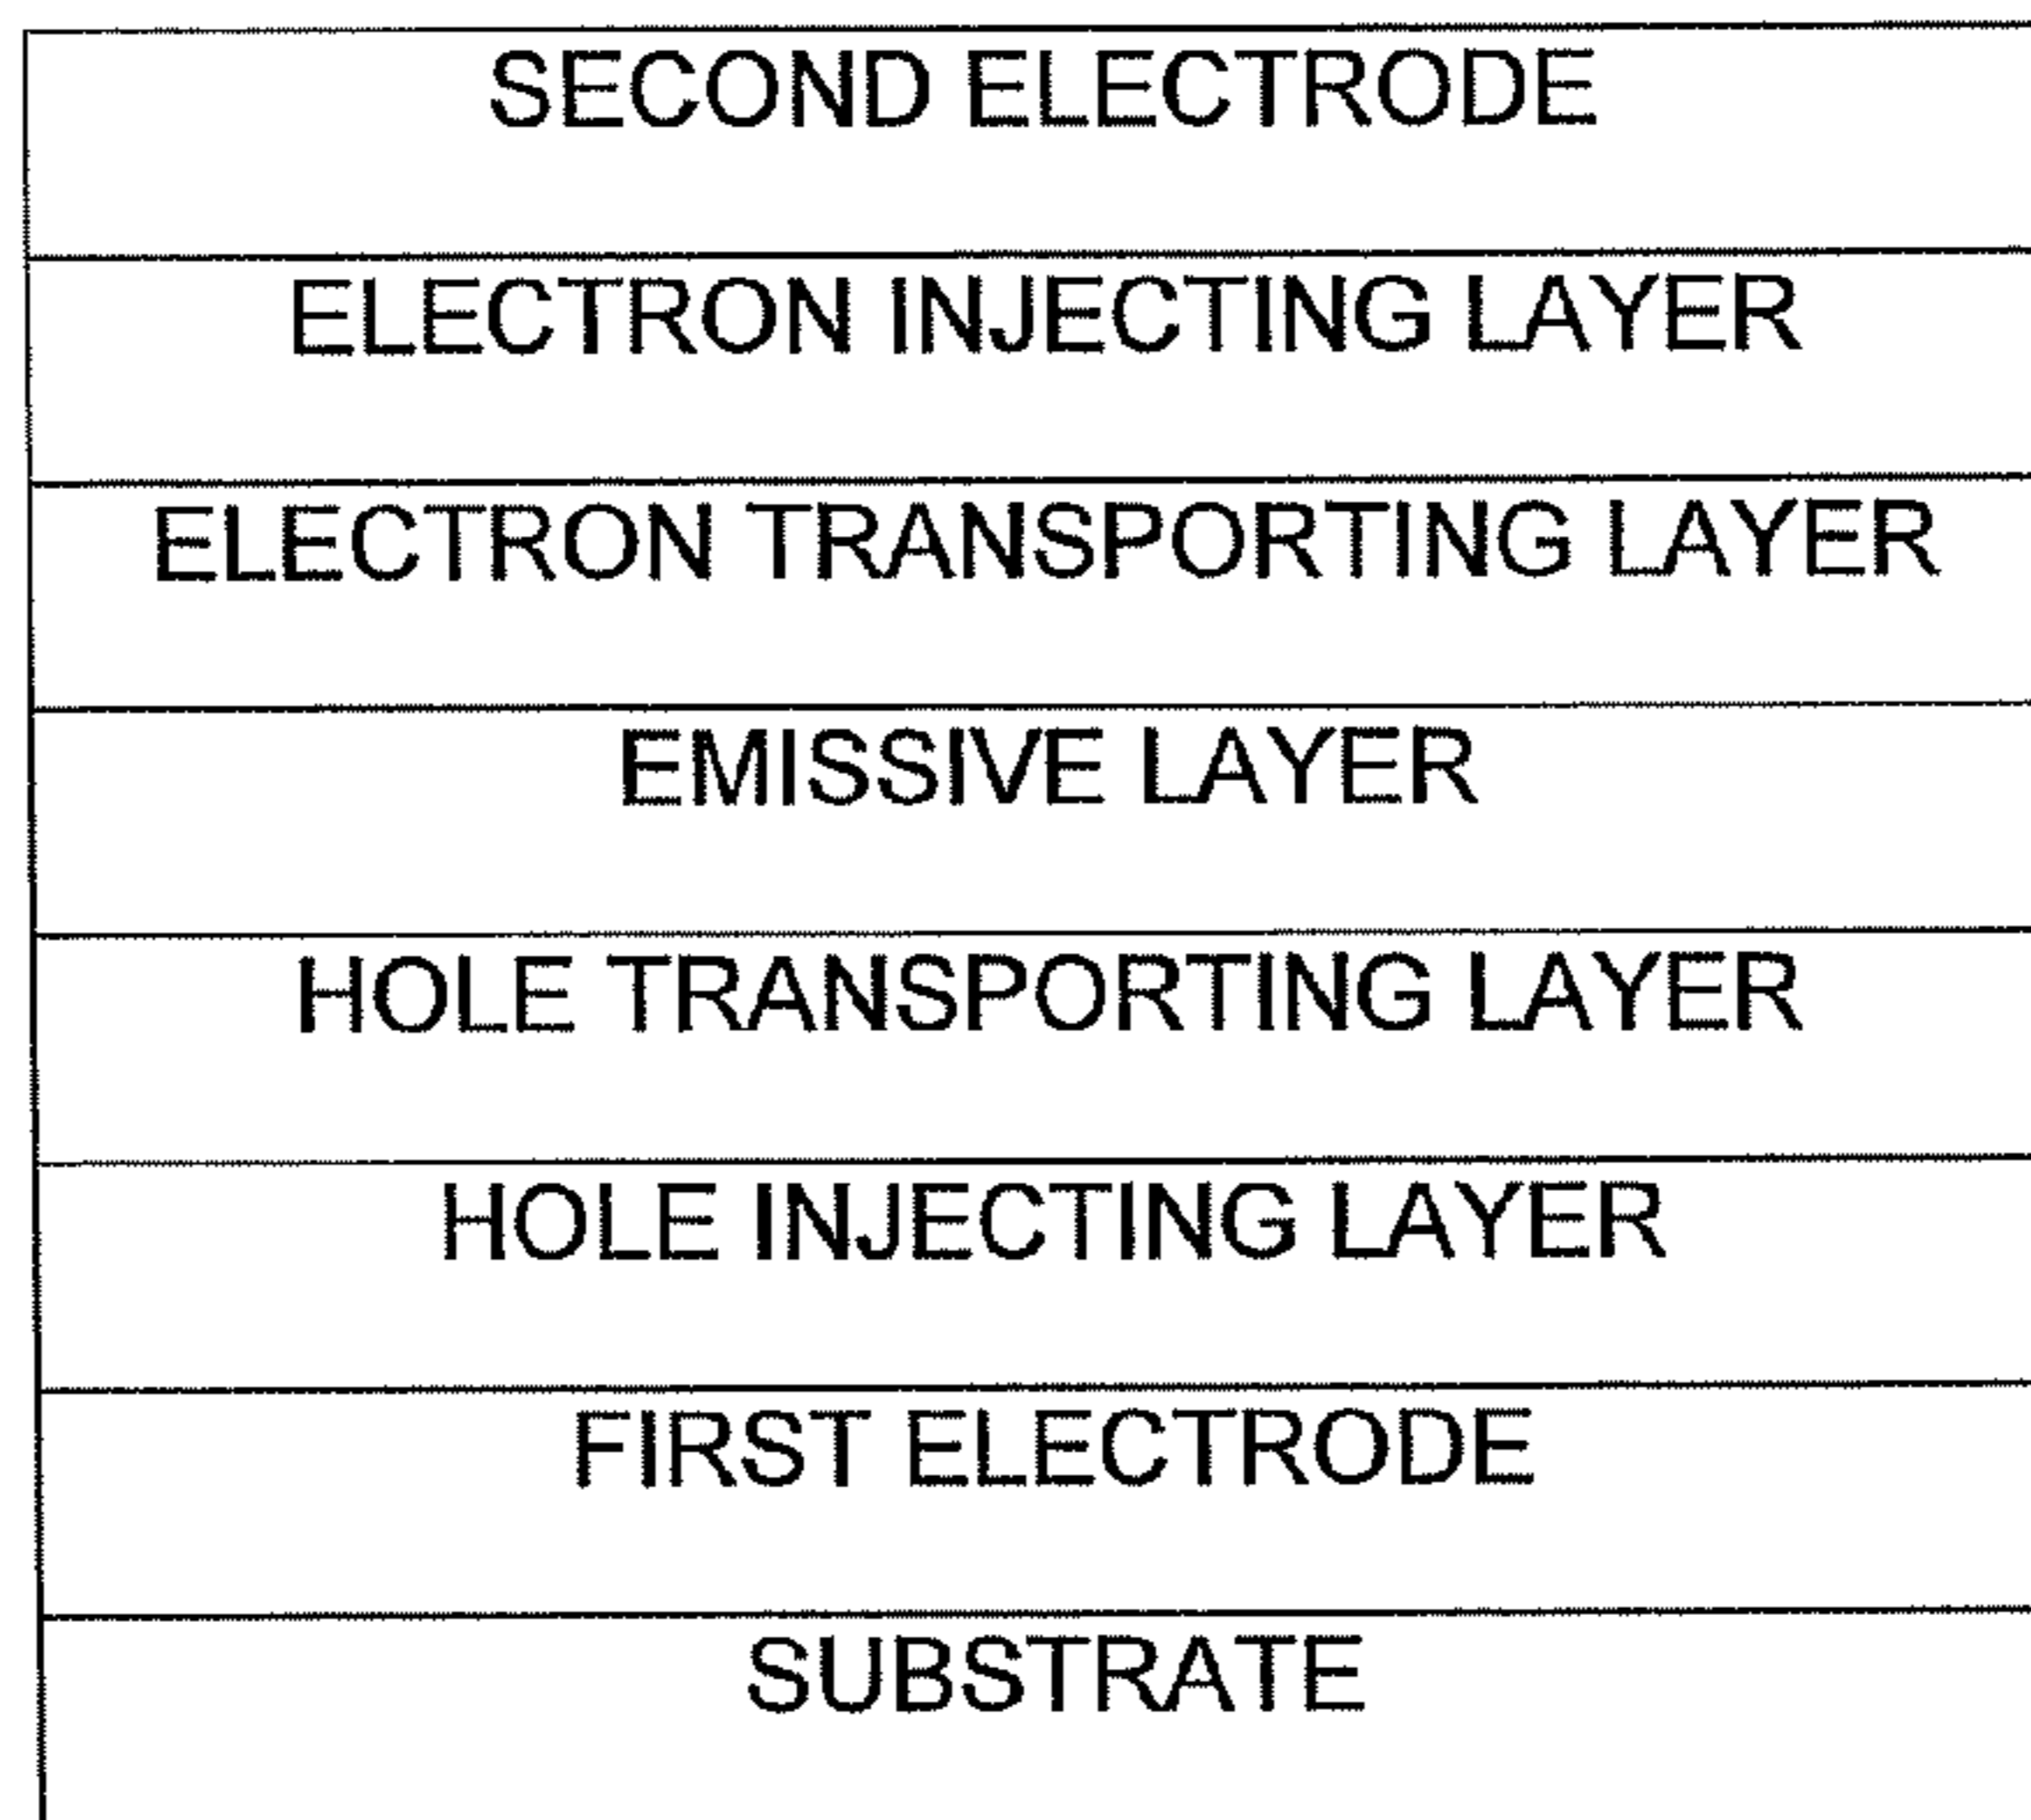 SECOND ELECTRODE
ELECTRON INJECTING LAYER
ELECTRON TRANSPORTING LAYER
EMISSIVE LAYER
HOLE TRANSPORTING LAYER
HOLE INJECTING LAYER
FIRST ELECTRODE
SUBSTRATE